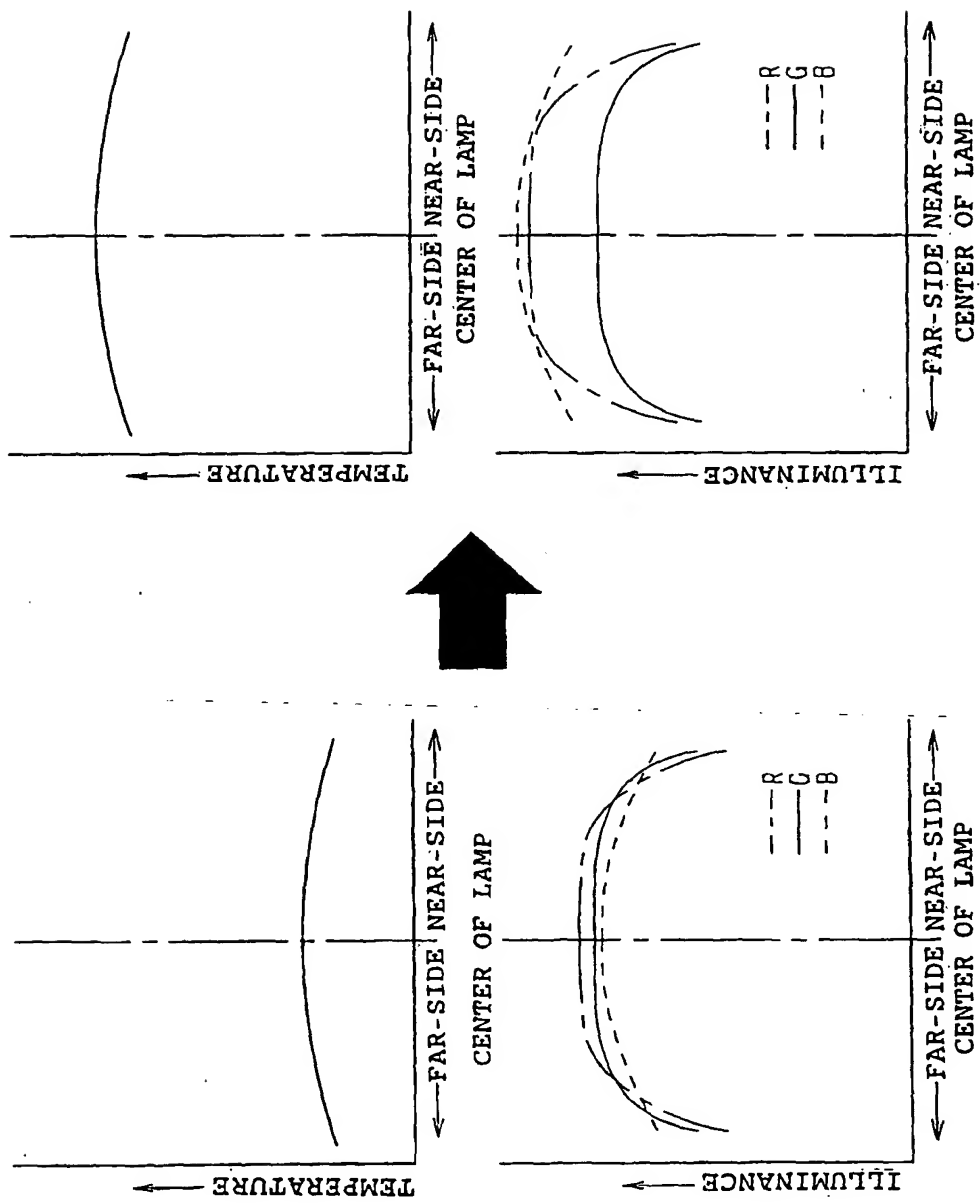 TEMPERATURE
FAR-SIDE NEAR-SIDE
CENTER OF LAMP
TEMPERATURE
FAR-SIDE NEAR-SIDE
CENTER OF LAMP
ILLUMINANCE
R
G
B
FAR-SIDE NEAR-SIDE
CENTER OF LAMP
ILLUMINANCE
R
G
B
FAR-SIDE NEAR-SIDE
CENTER OF LAMP